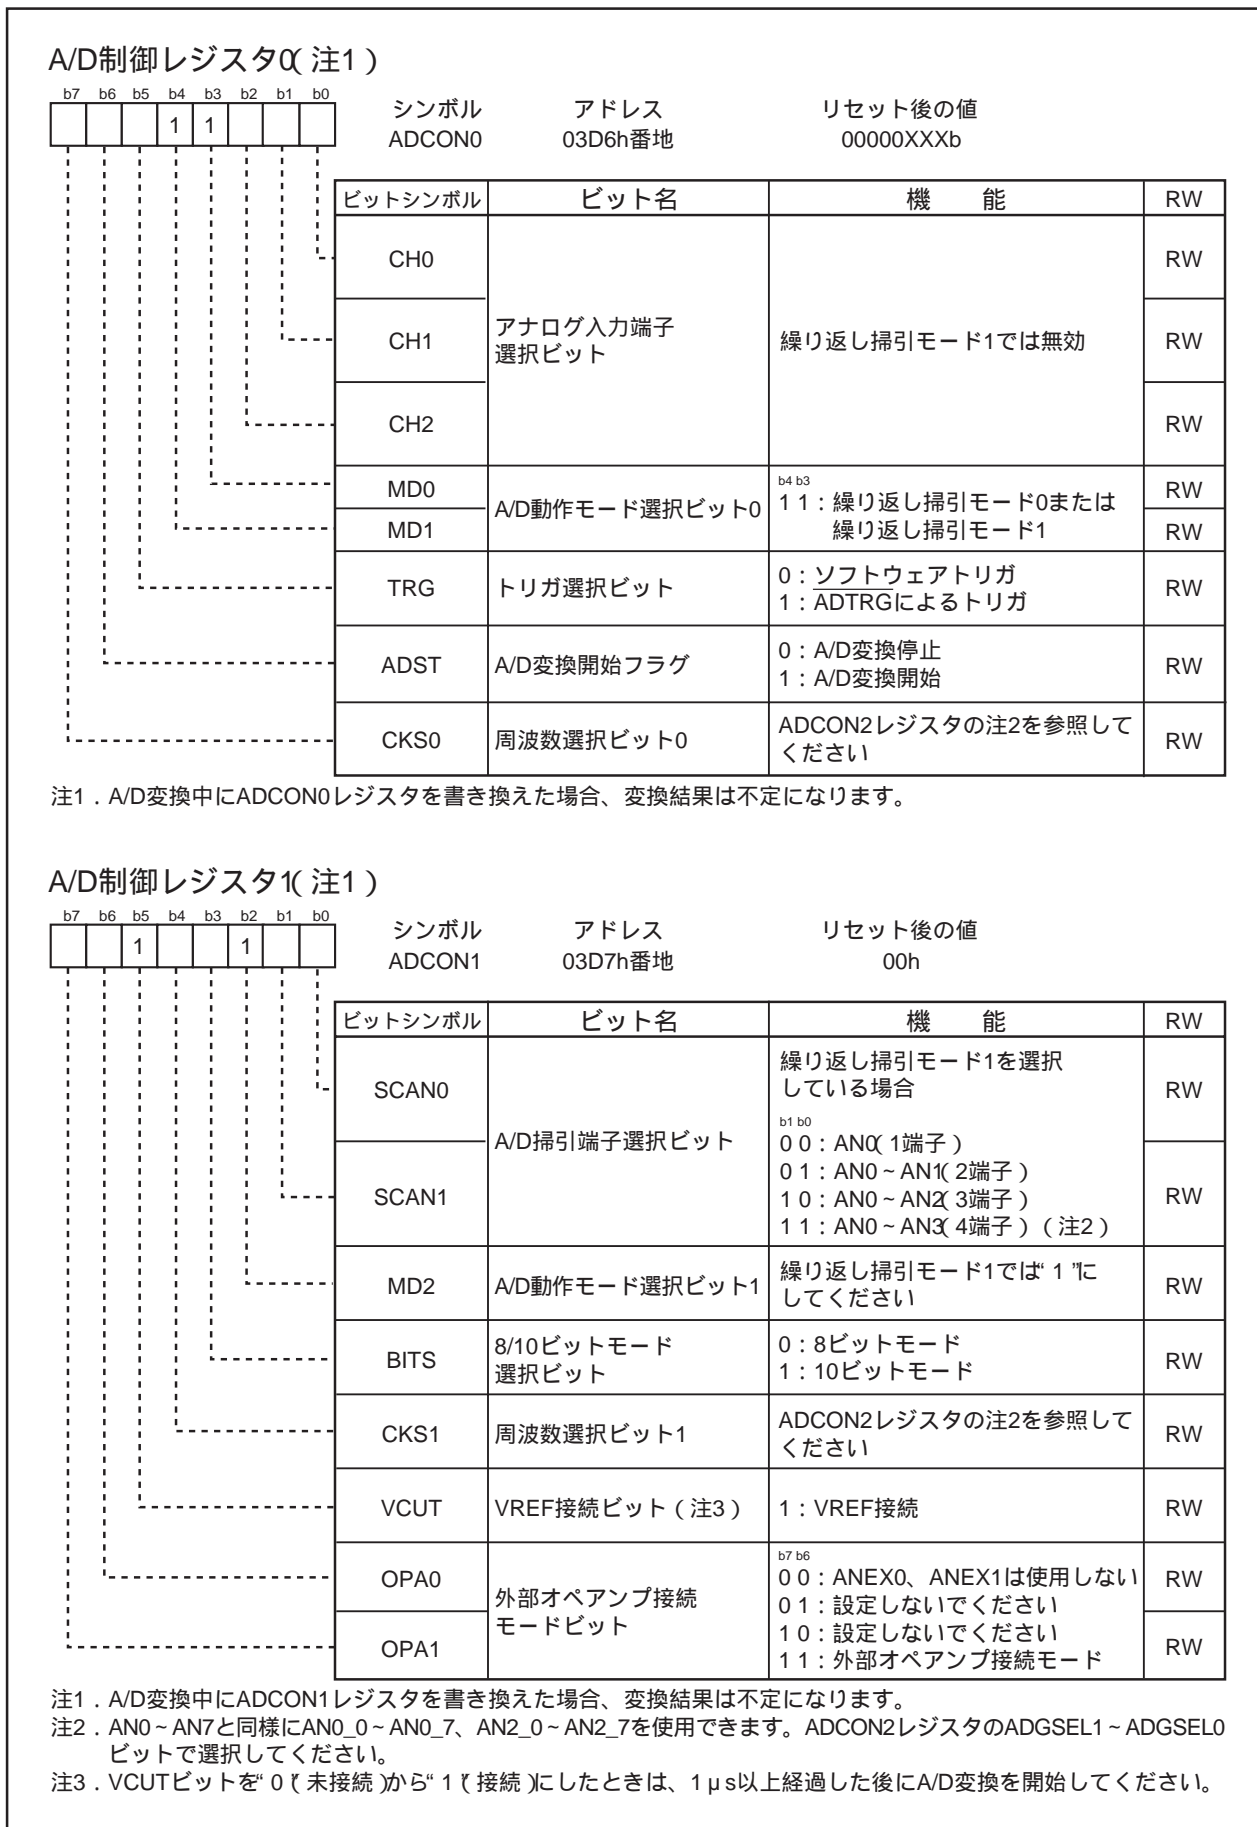 A/D制御レジスタ0(注1)
b7 b6 b5 b4 b3 b2 b1 b0
1 1
シンボル アドレス リセット後の値
ADCON0 03D6h番地 00000XXXb
ビットシンボル ビット名 機 能 RW
CH0 RW
アナログ入力端子
選択ビット
CH1 繰り返し掃引モード1では無効 RW
CH2 RW
MD0 RW
A/D動作モード選択ビット0
b4 b3
1 1:繰り返し掃引モード0または
繰り返し掃引モード1
MD1 RW
TRG トリガ選択ビット
0:ソフトウェアトリガ
1:ADTRGによるトリガ
RW
ADST A/D変換開始フラグ
0:A/D変換停止
1:A/D変換開始
RW
CKS0 周波数選択ビット0
ADCON2レジスタの注2を参照して
ください
RW
注1.A/D変換中にADCON0レジスタを書き換えた場合、変換結果は不定になります。
A/D制御レジスタ1(注1)
b7 b6 b5 b4 b3 b2 b1 b0
1 1
シンボル アドレス リセット後の値
ADCON1 03D7h番地 00h
ビットシンボル ビット名 機 能 RW
SCAN0 RW
A/D掃引端子選択ビット
繰り返し掃引モード1を選択
している場合
b1 b0
0 0:AN0(1端子)
0 1:AN0~AN1(2端子)
1 0:AN0~AN2(3端子)
1 1:AN0~AN3(4端子)(注2)
SCAN1 RW
MD2 A/D動作モード選択ビット1
繰り返し掃引モード1では“1”に
してください
RW
BITS
8/10ビットモード
選択ビット
0:8ビットモード
1:10ビットモード
RW
CKS1 周波数選択ビット1
ADCON2レジスタの注2を参照して
ください
RW
VCUT VREF接続ビット(注3) 1:VREF接続 RW
OPA0 RW
外部オペアンプ接続
モードビット
b7 b6
0 0:ANEX0、ANEX1は使用しない
0 1:設定しないでください
1 0:設定しないでください
1 1:外部オペアンプ接続モード
OPA1 RW
注1.A/D変換中にADCON1レジスタを書き換えた場合、変換結果は不定になります。
注2.AN0~AN7と同様にAN0_0~AN0_7、AN2_0~AN2_7を使用できます。ADCON2レジスタのADGSEL1~ADGSEL0
ビットで選択してください。
注3.VCUTビットを“0”(未接続)から“1”(接続)にしたときは、1μs以上経過した後にA/D変換を開始してください。